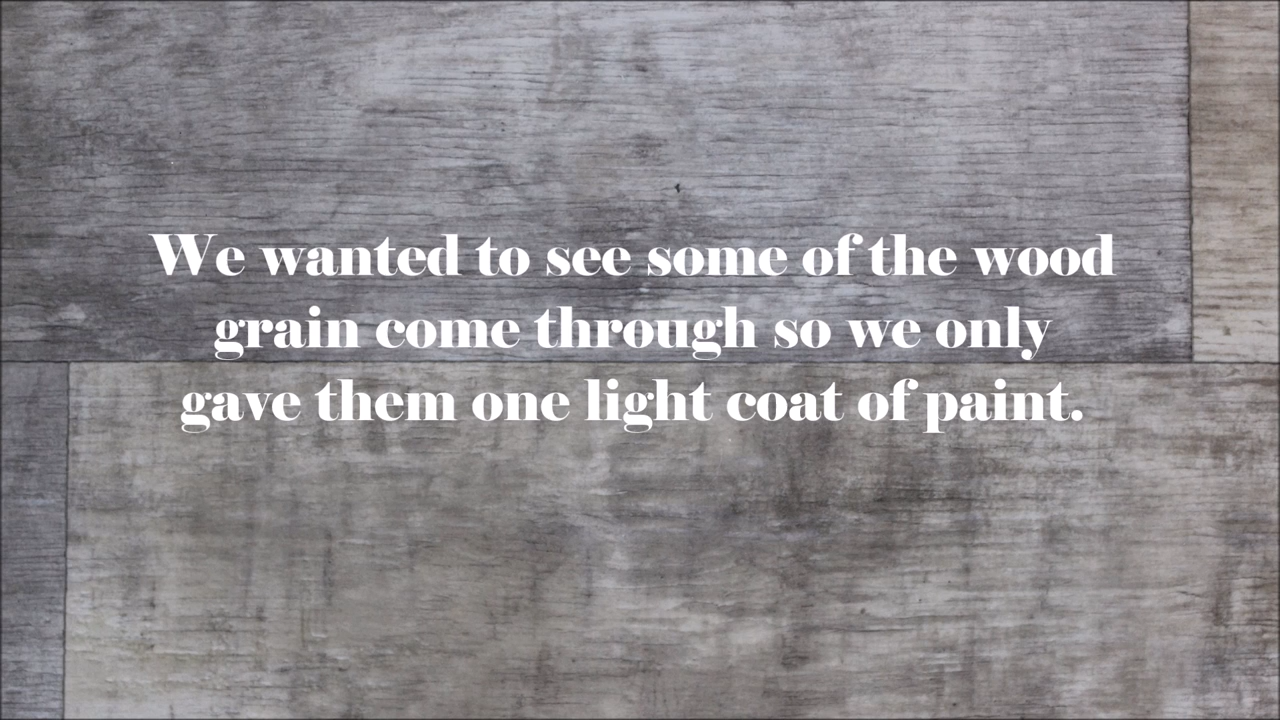 We wanted to see some of the wood
grain come through so we only
gave them one light coat of paint.